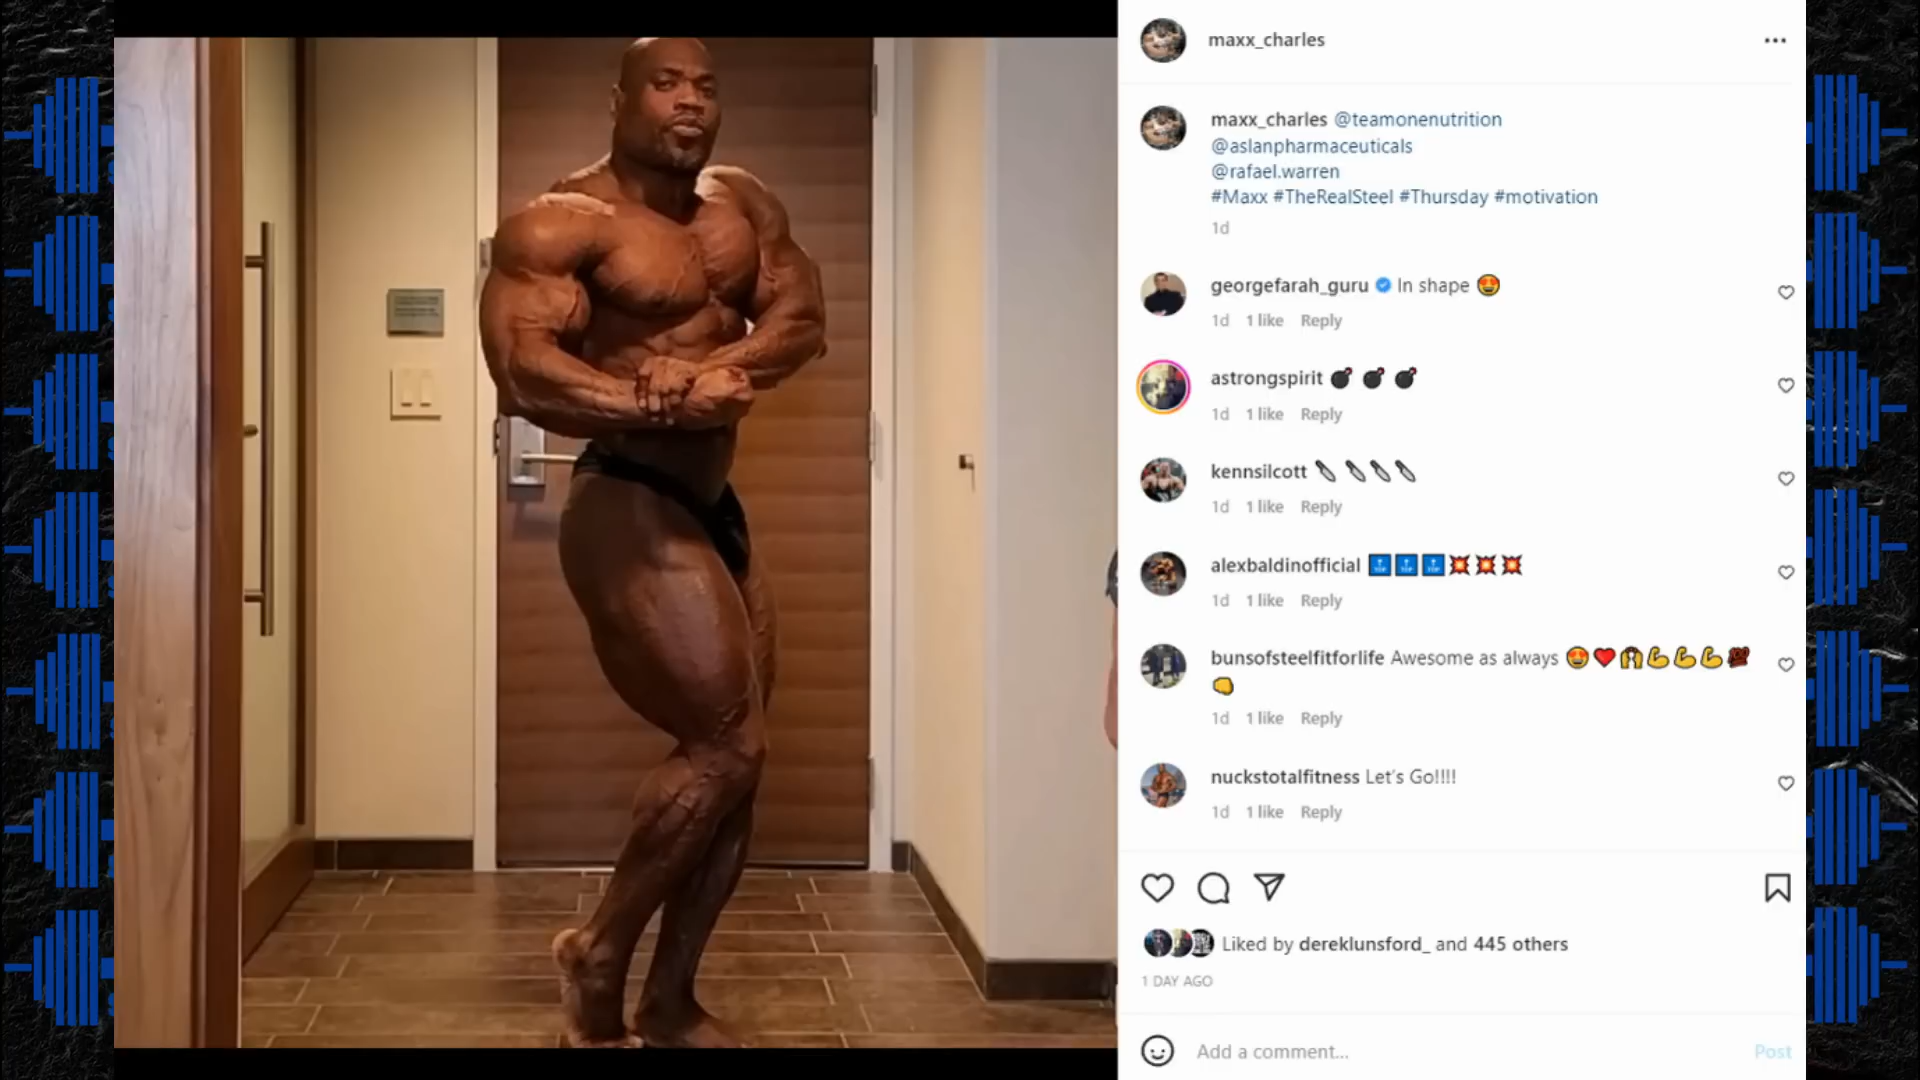 maxx_charles
maxx_charles @teamonenutrition
@aslanpharmaceuticals
@rafael.warren
#Maxx #TheRealSteel #Thursday #motivation
1d
georgefarah_guru In shape 😍
1d 1 like Reply
astrongspirit 💣 💣 💣
1d 1 like Reply
kennsilcott 🔪 🔪 🔪 🔪
1d 1 like Reply
alexbaldinofficial 🔝🔝🔝💥💥💥
1d 1 like Reply
bunsofsteelfitforlife Awesome as always 😍❤️🙌💪💪💪💯
👊
1d 1 like Reply
nuckstotalfitness Let's Go!!!!
1d 1 like Reply
Liked by dereklunsford_ and 445 others
1 DAY AGO
Add a comment...
Post